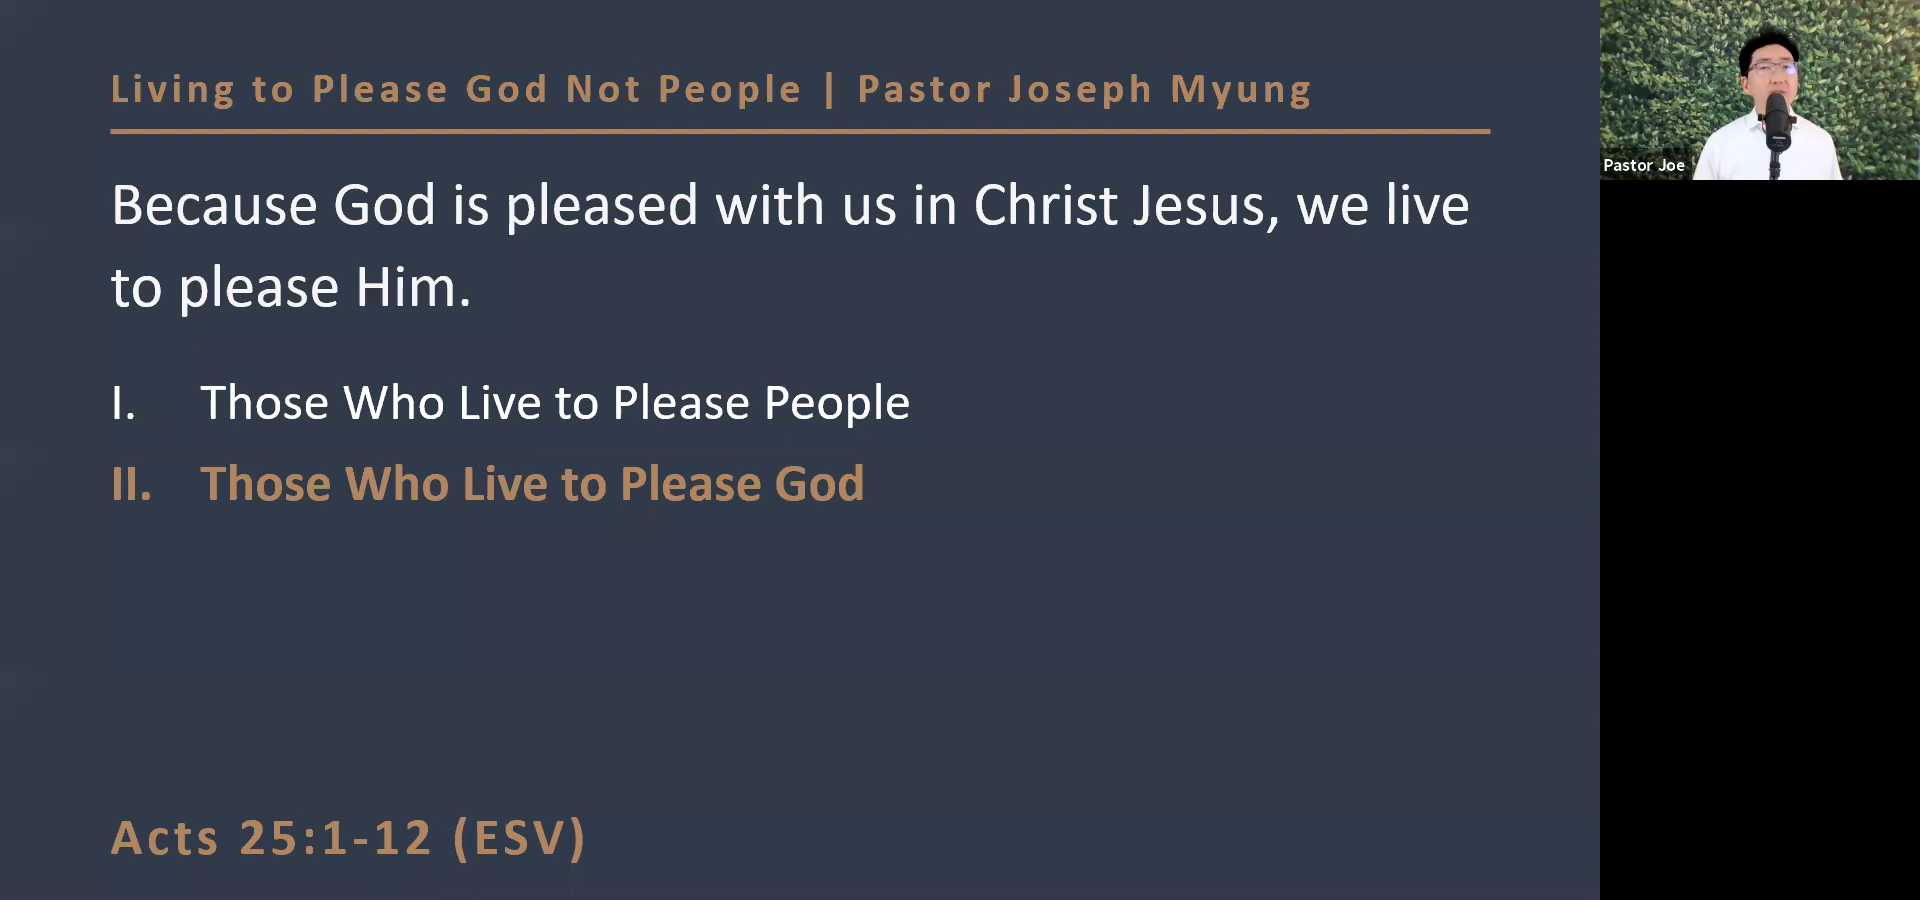 Living to Please God Not People | Pastor Joseph Myung
Because God is pleased with us in Christ Jesus, we live
to please Him.
I. Those Who Live to Please People
II. Those Who Live to Please God
Acts 25:1-12 (ESV)
Pastor Joe